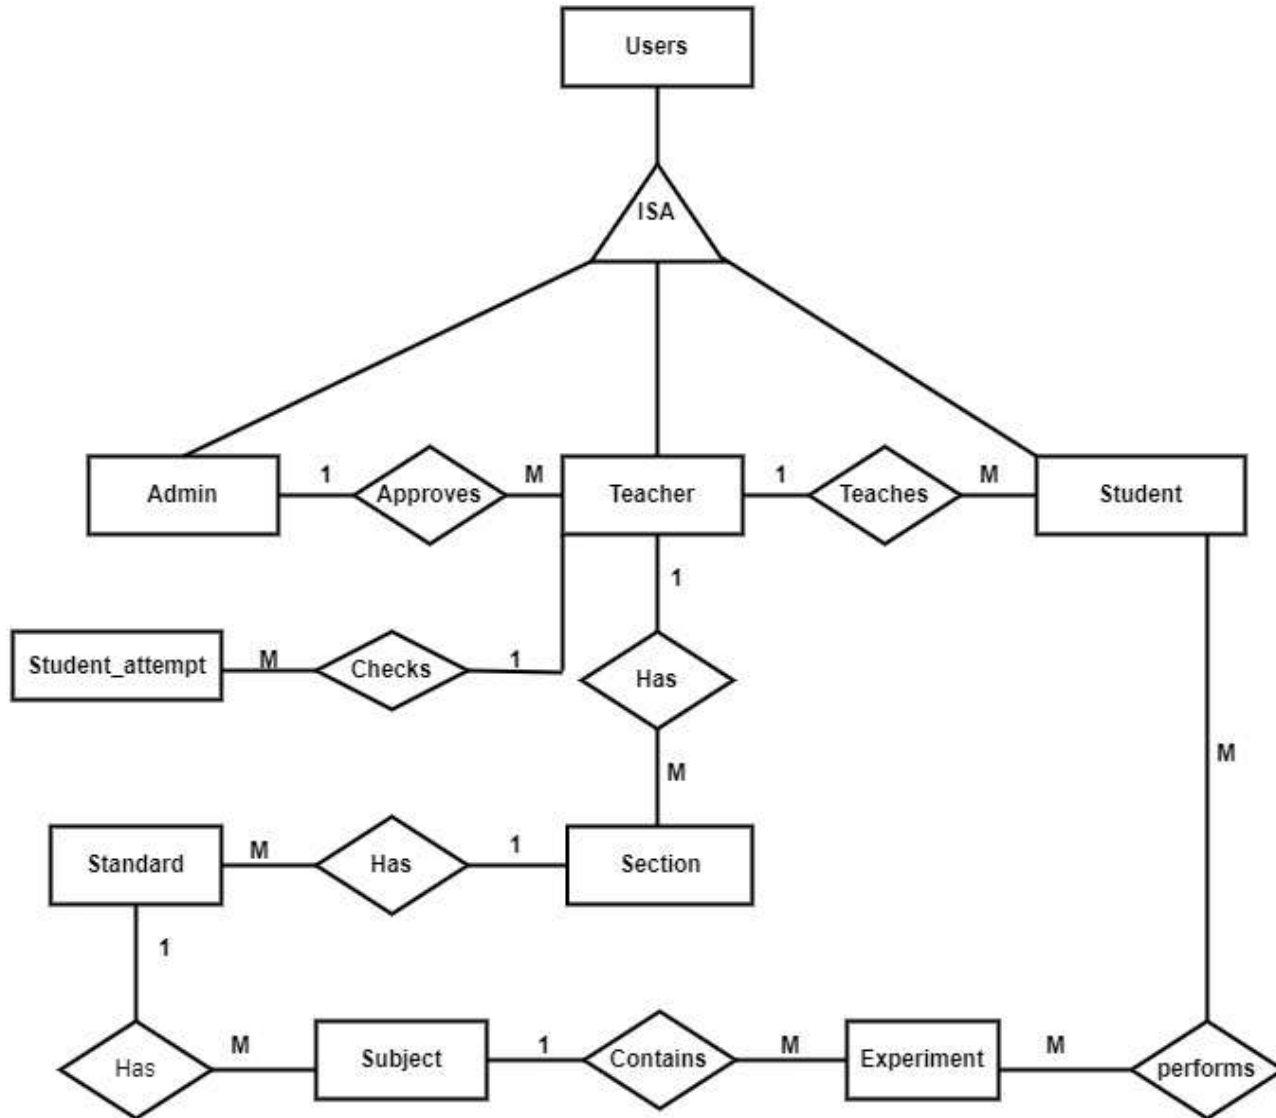 Users
ISA
Admin
1
Approves
M
Teacher
1
Teaches
M
Student
1
Student_attempt
M
Checks
1
Has
M
M
Standard
M
Has
1
Section
1
Has
M
Subject
1
Contains
M
Experiment
M
performs